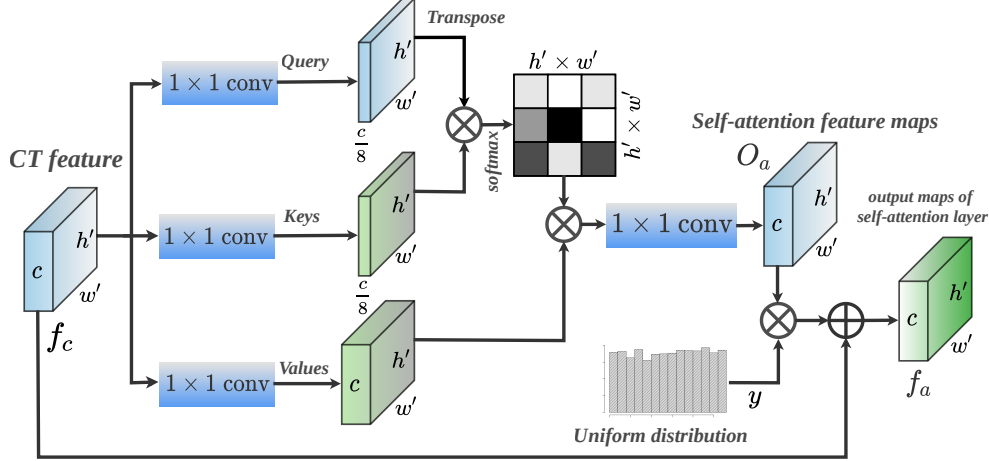 Transpose
Query
h′
h′ × w′
1 × 1 conv
w′
c/8
h′ × w′
softmax
Self-attention feature maps
O_a
CT feature
h′
c
w′
f_c
Keys
1 × 1 conv
h′
w′
c/8
1 × 1 conv
h′
c
w′
output maps of
self-attention layer
h′
c
w′
f_a
Values
1 × 1 conv
h′
c
w′
y
Uniform distribution